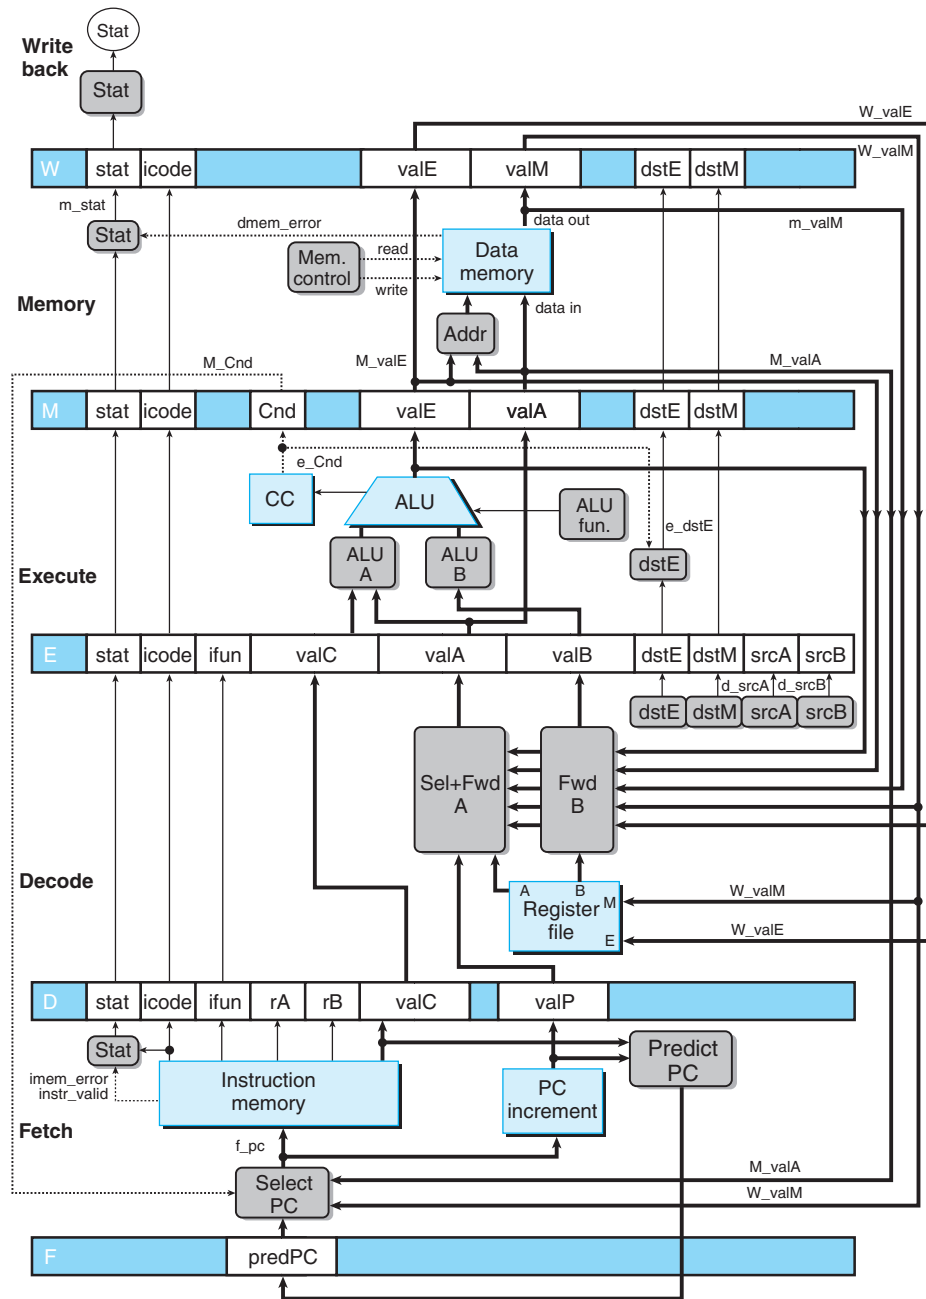 Stat
Write
back
Stat
W_valE
W_valM
W stat icode valE valM dstE dstM
m_stat
data out
m_valM
Stat
dmem_error
Mem.
control
read
write
Data
memory
Memory
data in
Addr
M_Cnd
M_valE
M_valA
M stat icode Cnd valE valA dstE dstM
e_Cnd
CC
ALU
ALU
fun.
e_dstE
Execute
ALU
A
ALU
B
dstE
E stat icode ifun valC valA valB dstE dstM srcA srcB
d_srcA d_srcB
dstE dstM srcA srcB
Sel+Fwd
A
Fwd
B
Decode
A B
M
Register
file
E
W_valM
W_valE
D stat icode ifun rA rB valC valP
Stat
imem_error
instr_valid
Instruction
memory
PC
increment
Predict
PC
Fetch
f_pc
Select
PC
M_valA
W_valM
F predPC